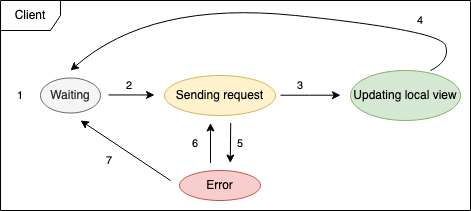 Client
4
1
Waiting
2
Sending request
3
Updating local view
6
5
7
Error